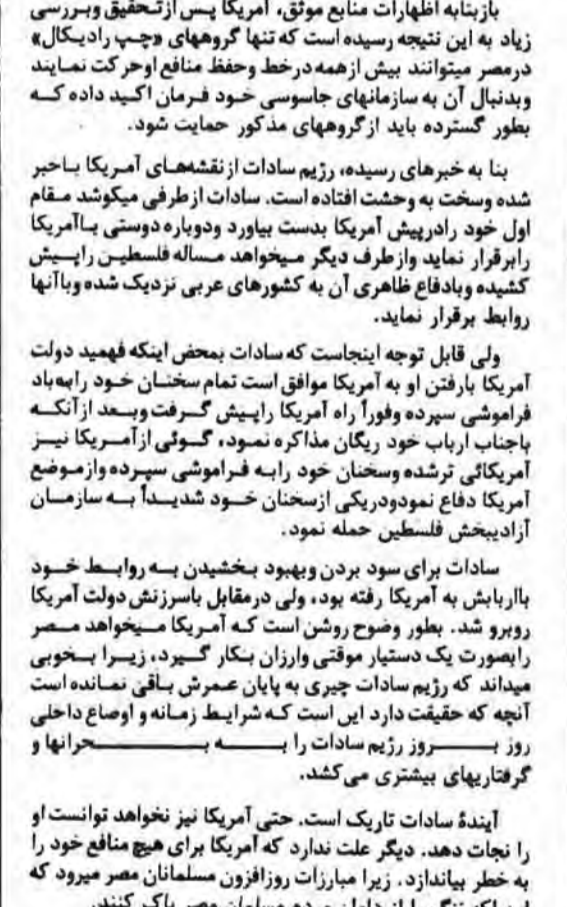 بازبنابه اظهارات منابع موثق، آمریکا پس ازتحقیق وبررسی
زیاد به این نتیجه رسیده است که تنها گروههای «چپ رادیکال»
درمصر میتوانند بیش ازهمه درخط وحفظ منافع اوحرکت نمایند
وبدنبال آن به سازمانهای جاسوسی خود فرمان اکید داده که
بطور گسترده باید ازگروههای مذکور حمایت شود.
بنا به خبرهای رسیده، رژیم سادات ازنقشه‌های آمریکا باخبر
شده وسخت به وحشت افتاده است. سادات ازطرفی میکوشد مقام
اول خود رادرپیش آمریکا بدست بیاورد ودوباره دوستی باآمریکا
رابرقرار نماید وازطرف دیگر میخواهد مساله فلسطین راپیش
کشیده وبادفاع ظاهری آن به کشورهای عربی نزدیک شده وباآنها
روابط برقرار نماید.
ولی قابل توجه اینجاست که سادات بمحض اینکه فهمید دولت
آمریکا بارفتن او به آمریکا موافق است تمام سخنان خود رابه‌باد
فراموشی سپرده وفوراً راه آمریکا راپیش گرفت وبعد ازآنکه
باجناب ارباب خود ریگان مذاکره نمود، گوئی ازآمریکا نیز
آمریکائی ترشده وسخنان خود رابه فراموشی سپرده وازموضع
آمریکا دفاع نمودودریکی ازسخنان خود شدیداً به سازمان
آزادیبخش فلسطین حمله نمود.
سادات برای سود بردن وبهبود بخشیدن به روابط خود
بااربابش به آمریکا رفته بود، ولی درمقابل باسرزنش دولت آمریکا
روبرو شد. بطور وضوح روشن است که آمریکا میخواهد مصر
رابصورت یک دستیار موقتی وارزان بکار گیرد، زیرا بخوبی
میداند که رژیم سادات چیری به پایان عمرش باقی نمانده است
آنچه که حقیقت دارد این است که شرایط زمانه و اوصاع داخلی
روز بروز رژیم سادات را به بحرانها و
گرفتاریهای بیشتری می‌کشد.
آیندهٔ سادات تاریک است. حتی آمریکا نیز نخواهد توانست او
را نجات دهد. دیگر علت ندارد که آمریکا برای هیچ منافع خود را
به خطر بیاندازد. زیرا مبارزات روزافزون مسلمانان مصر میرود که
مسلمان مصر پاک کنند.